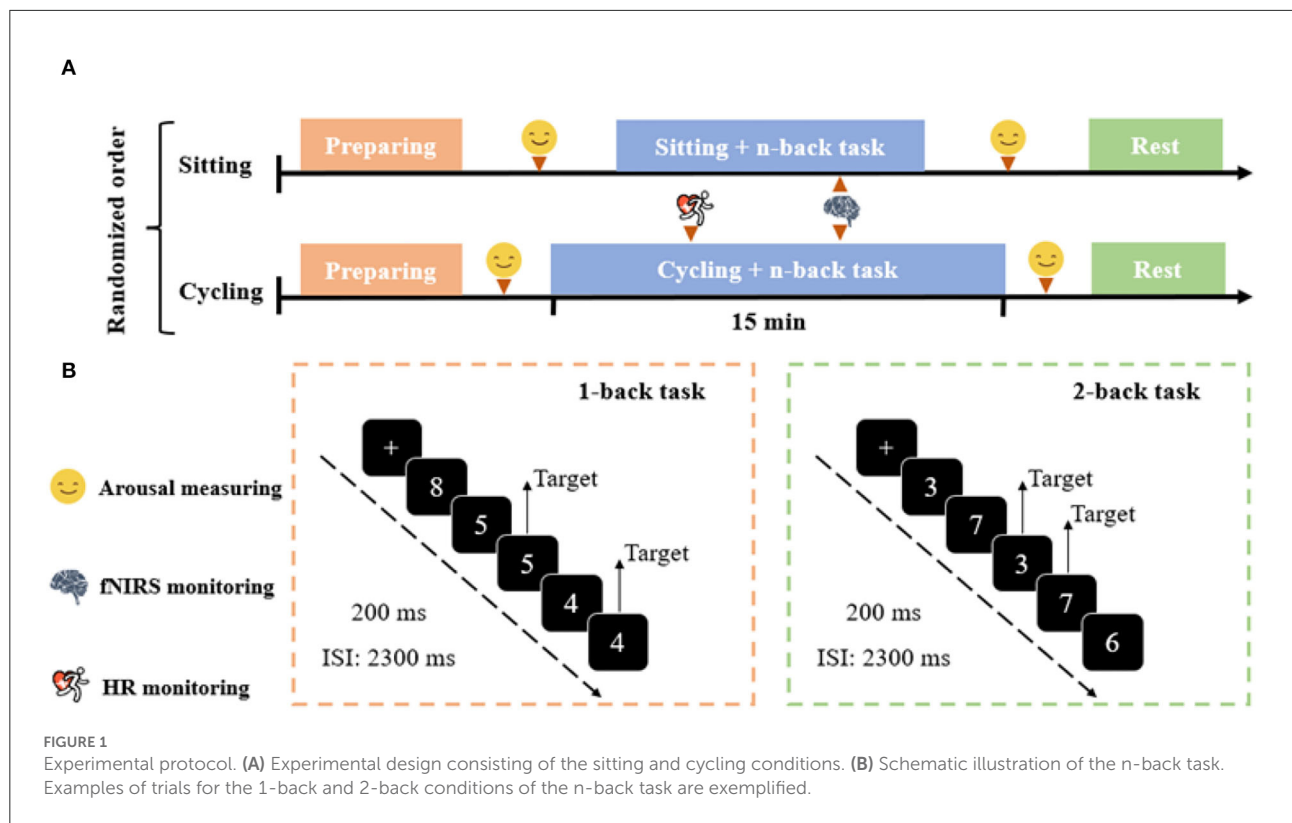 A
Randomized order
Sitting
Preparing
Sitting + n-back task
Rest
Cycling
Preparing
Cycling + n-back task
Rest
15 min
B
Arousal measuring
fNIRS monitoring
HR monitoring
1-back task
+
8
5
Target
5
Target
4
4
200 ms
ISI: 2300 ms
2-back task
+
3
7
Target
3
Target
7
6
200 ms
ISI: 2300 ms
FIGURE 1
Experimental protocol. (A) Experimental design consisting of the sitting and cycling conditions. (B) Schematic illustration of the n-back task.
Examples of trials for the 1-back and 2-back conditions of the n-back task are exemplified.